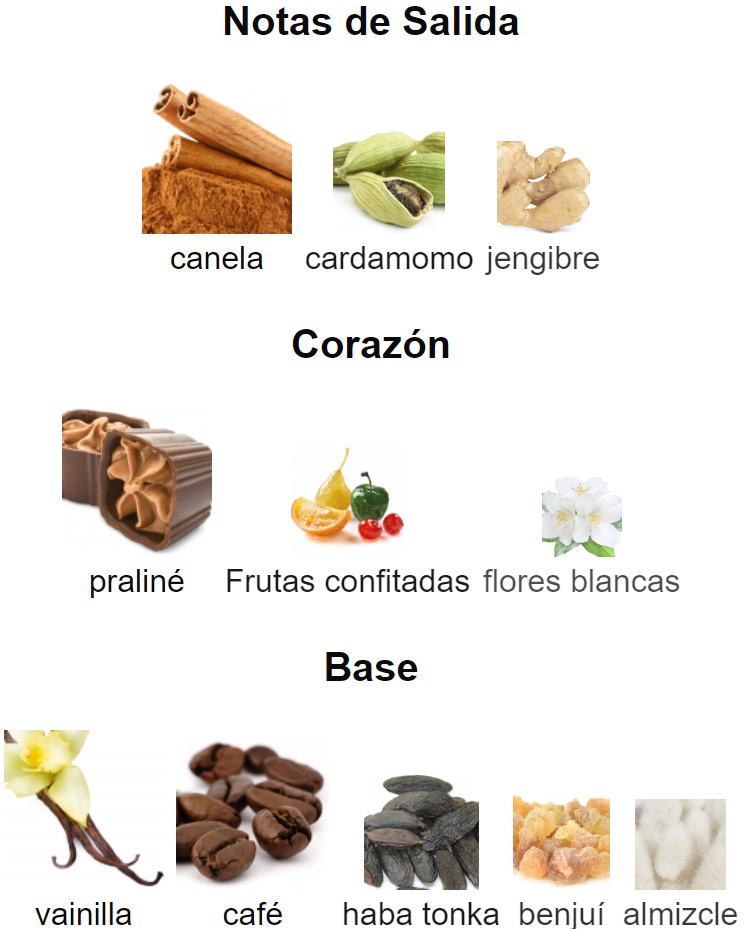 Notas de Salida
canela cardamomo jengibre
Corazón
praliné Frutas confitadas flores blancas
Base
vainilla café haba tonka benjuí almizcle